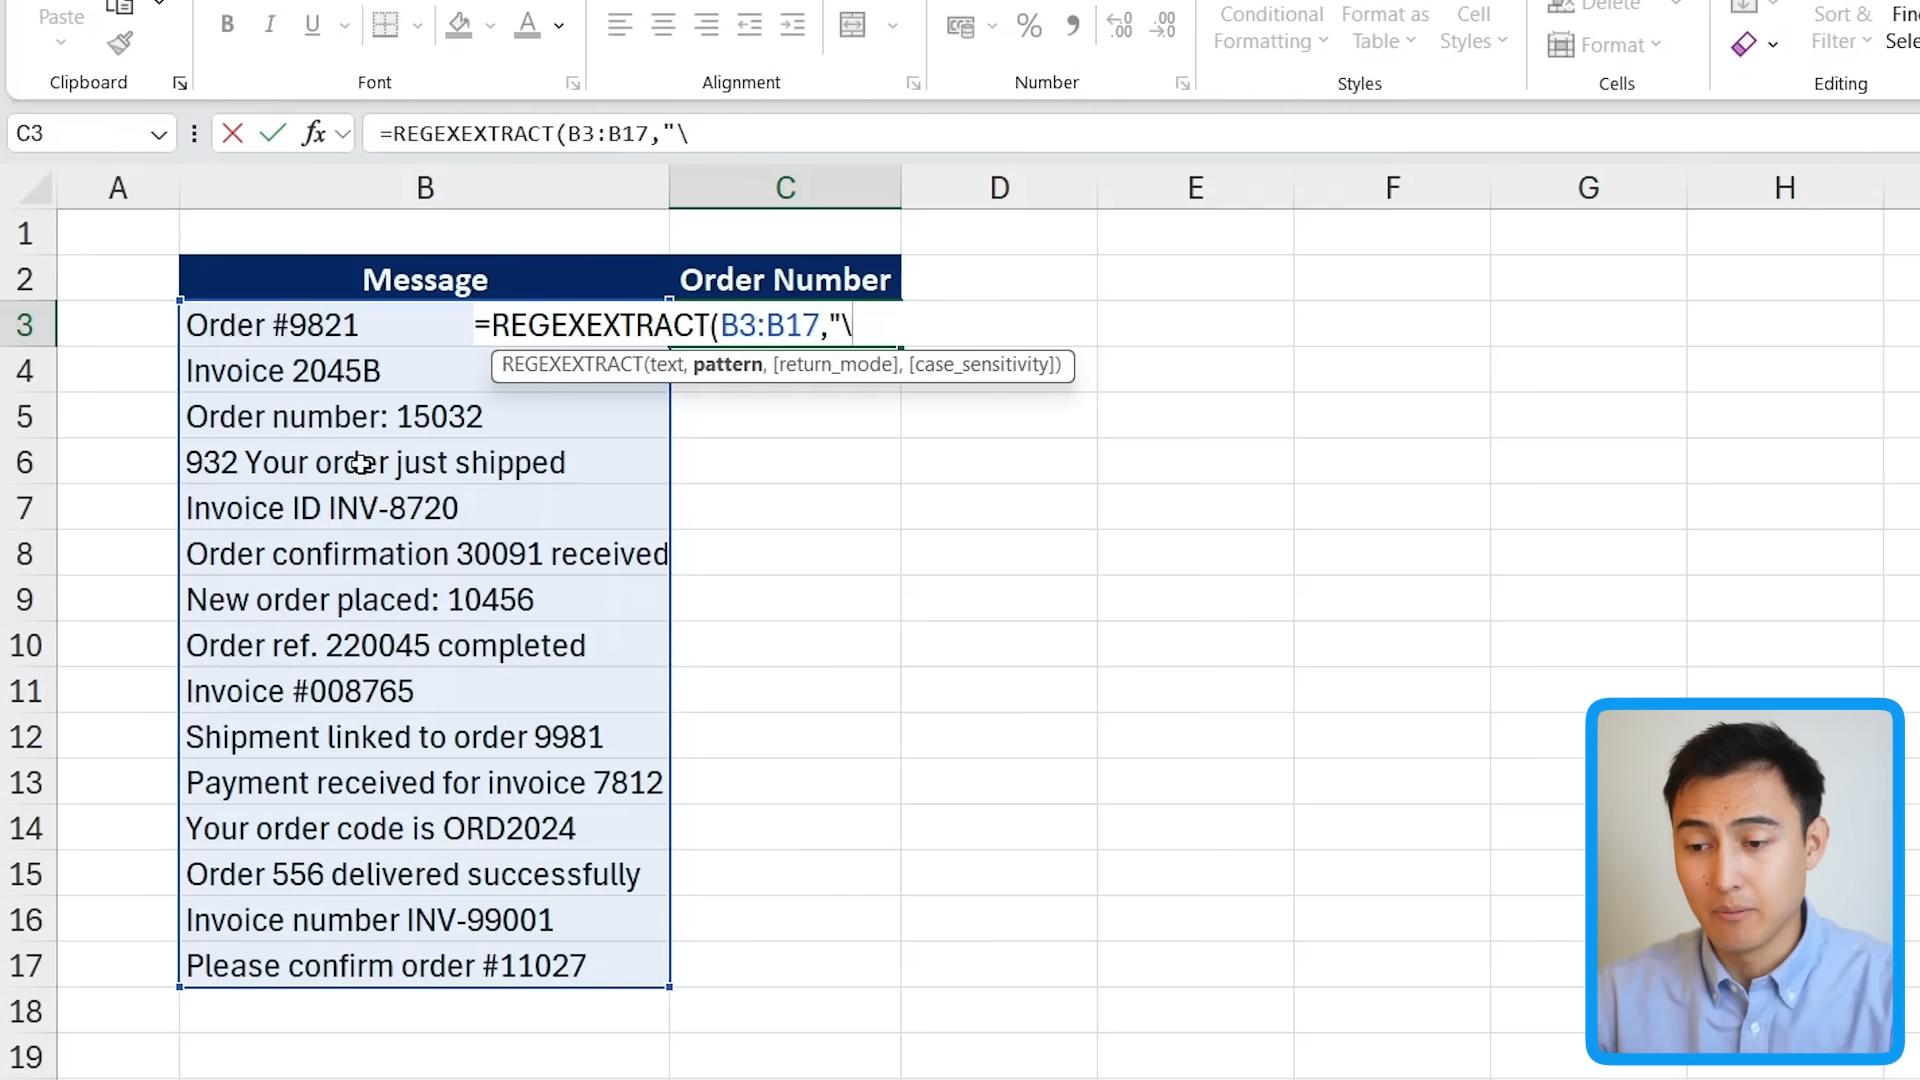 Paste
B I U A
% 9 .00
Conditional
Formatting
Format as
Table
Cell
Styles
Delete
Format
Sort &
Filter
Clipboard
Font
Alignment
Number
Styles
Cells
Editing
C3
fx
=REGEXEXTRACT(B3:B17,"\
A B C D E F G H
1
2 Message Order Number
3 Order #9821 =REGEXEXTRACT(B3:B17,"\
REGEXEXTRACT(text, pattern, [return_mode], [case_sensitivity])
4 Invoice 2045B
5 Order number: 15032
6 932 Your order just shipped
7 Invoice ID INV-8720
8 Order confirmation 30091 received
9 New order placed: 10456
10 Order ref. 220045 completed
11 Invoice #008765
12 Shipment linked to order 9981
13 Payment received for invoice 7812
14 Your order code is ORD2024
15 Order 556 delivered successfully
16 Invoice number INV-99001
17 Please confirm order #11027
18
19